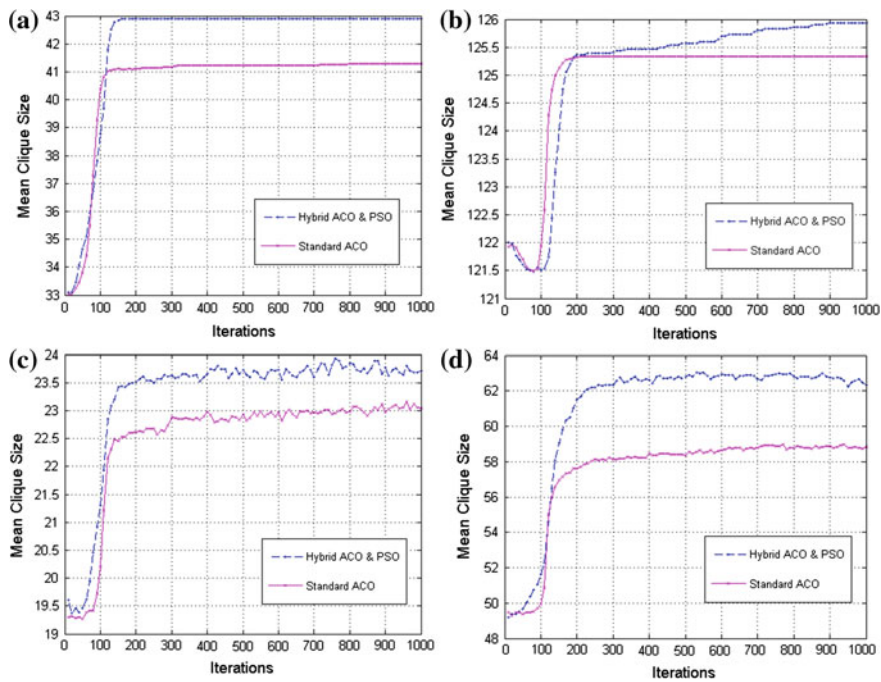 (a)
43
42
41
40
39
38
37
36
35
34
33
Mean Clique Size
Hybrid ACO & PSO
Standard ACO
0 100 200 300 400 500 600 700 800 900 1000
Iterations
(b)
126
125.5
125
124.5
124
123.5
123
122.5
122
121.5
121
Mean Clique Size
Hybrid ACO & PSO
Standard ACO
0 100 200 300 400 500 600 700 800 900 1000
Iterations
(c)
24
23.5
23
22.5
22
21.5
21
20.5
20
19.5
19
Mean Clique Size
Hybrid ACO & PSO
Standard ACO
0 100 200 300 400 500 600 700 800 900 1000
Iterations
(d)
64
62
60
58
56
54
52
50
48
Mean Clique Size
Hybrid ACO & PSO
Standard ACO
0 100 200 300 400 500 600 700 800 900 1000
Iterations